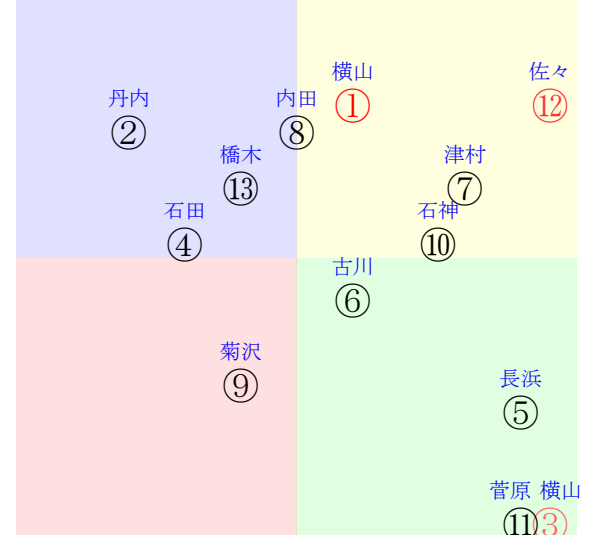 横山
佐々
①
⑫
丹内
内田
②
⑧
橋木
津村
⑬
⑦
石田
石神
④
⑩
古川
⑥
菊沢
長浜
⑨
⑤
菅原 横山
⑪③